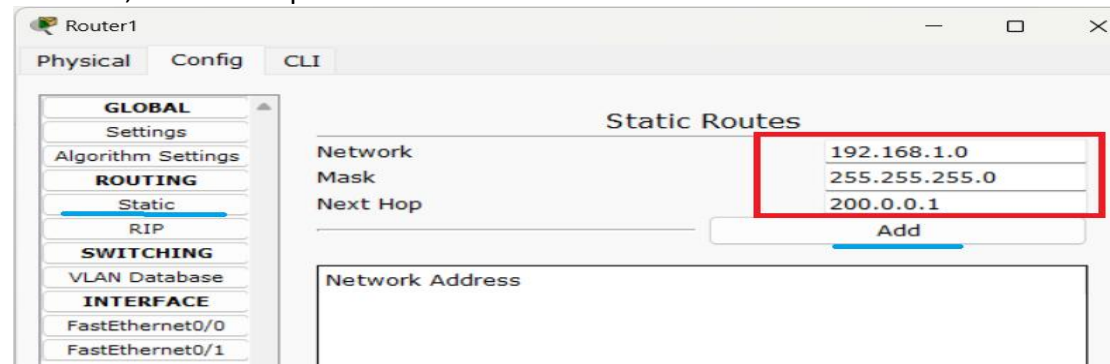 Router1
Physical Config CLI
GLOBAL
Settings
Algorithm Settings
ROUTING
Static
RIP
SWITCHING
VLAN Database
INTERFACE
FastEthernet0/0
FastEthernet0/1
Static Routes
Network 192.168.1.0
Mask 255.255.255.0
Next Hop 200.0.0.1
Add
Network Address